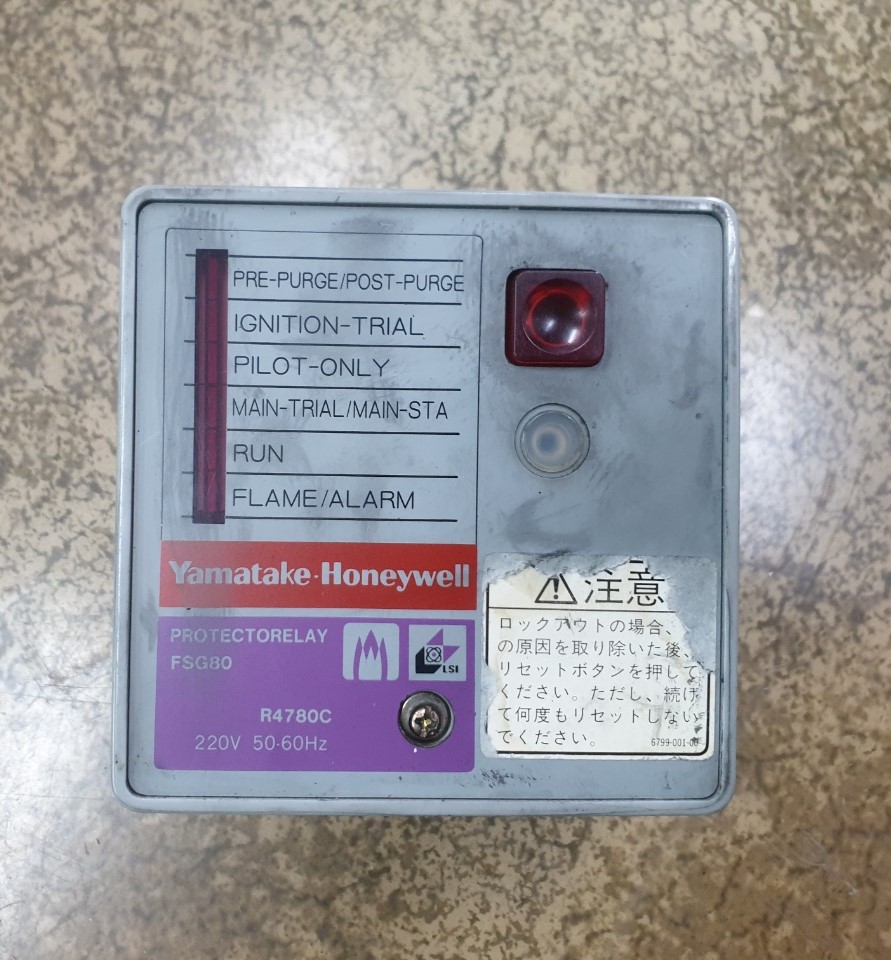 PRE-PURGE/POST-PURGE
IGNITION-TRIAL
PILOT-ONLY
MAIN-TRIAL/MAIN-STA
RUN
FLAME/ALARM
Yamatake·Honeywell
PROTECTORELAY
FSG80
LSI
R4780C
220V 50·60Hz
注意
ロックアウトの場合、
の原因を取り除いた後、
リセットボタンを押して
ください。ただし、続け
て何度もリセットしない
でください。
6799-001-00